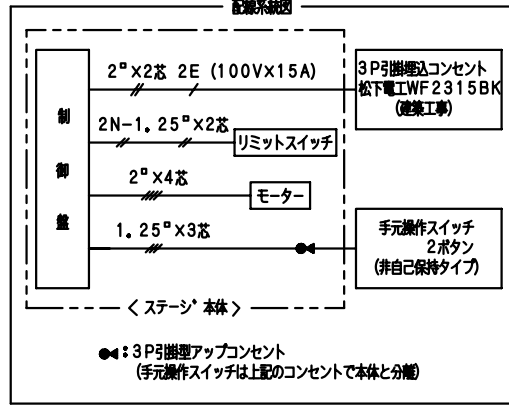 配線系統図
2□×2芯 2E (100V×15A)
3P引掛埋込コンセント
松下電工WF2315BK
(建築工事)
制御盤
2N-1.25□×2芯
リミットスイッチ
2□×4芯
モーター
1.25□×3芯
手元操作スイッチ
2ボタン
(非自己保持タイプ)
〈ステージ本体〉
：3P引掛型アップコンセント
(手元操作スイッチは上記のコンセントで本体と分離)